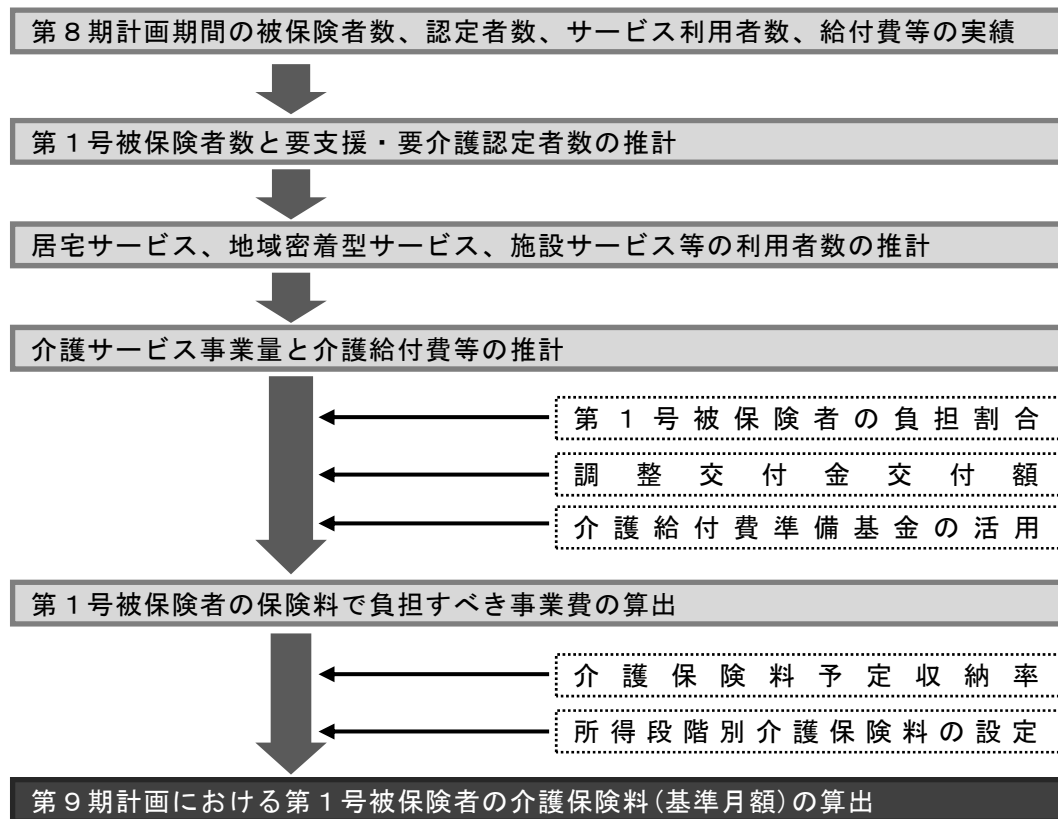 第８期計画期間の被保険者数、認定者数、サービス利用者数、給付費等の実績
第１号被保険者数と要支援・要介護認定者数の推計
居宅サービス、地域密着型サービス、施設サービス等の利用者数の推計
介護サービス事業量と介護給付費等の推計
第１号被保険者の負担割合
調整交付金交付額
介護給付費準備基金の活用
第１号被保険者の保険料で負担すべき事業費の算出
介護保険料予定収納率
所得段階別介護保険料の設定
第９期計画における第１号被保険者の介護保険料(基準月額)の算出